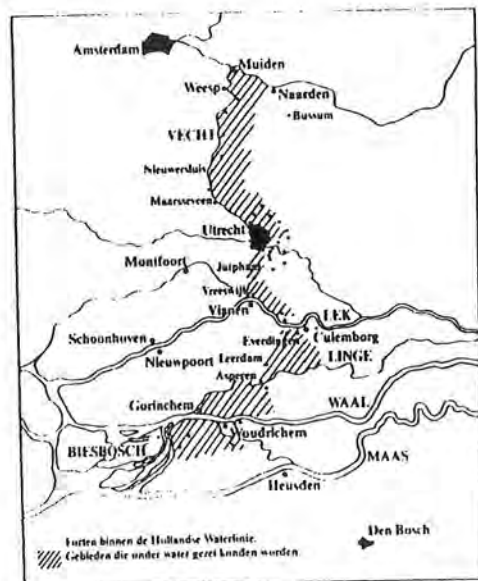 Amsterdam
Muiden
Weesp
Naarden
Bussum
VECHT
Nieuwersluis
Maarsseveen
Utrecht
Jutphaas
Montfoort
Vreeswijk
Vianen
LEK
Schoonhoven
Everdingen
Culemborg
Nieuwpoort
Leerdam
LINGE
Asperen
Gorinchem
WAAL
Woudrichem
BIESBOSCH
MAAS
Heusden
Den Bosch
Forten binnen de Hollandse Waterlinie.
Gebieden die onder water gezet konden worden.